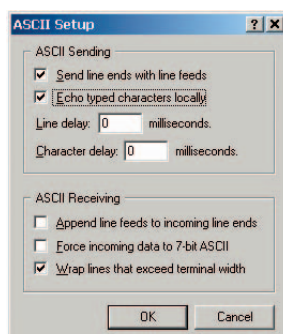 ASCII Setup
ASCII Sending
Send line ends with line feeds
Echo typed characters locally
Line delay: 0 milliseconds.
Character delay: 0 milliseconds.
ASCII Receiving
Append line feeds to incoming line ends
Force incoming data to 7-bit ASCII
Wrap lines that exceed terminal width
OK Cancel